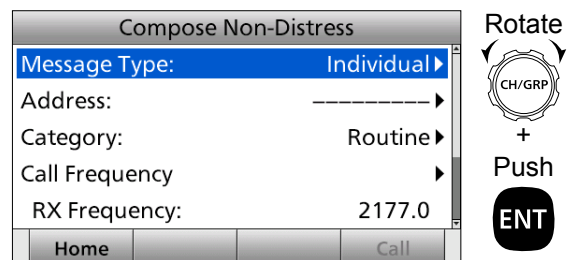 Compose Non-Distress
Message Type: Individual
Address: ---------
Category: Routine
Call Frequency
RX Frequency: 2177.0
Home Call
Rotate
CH/GRP
+
Push
ENT